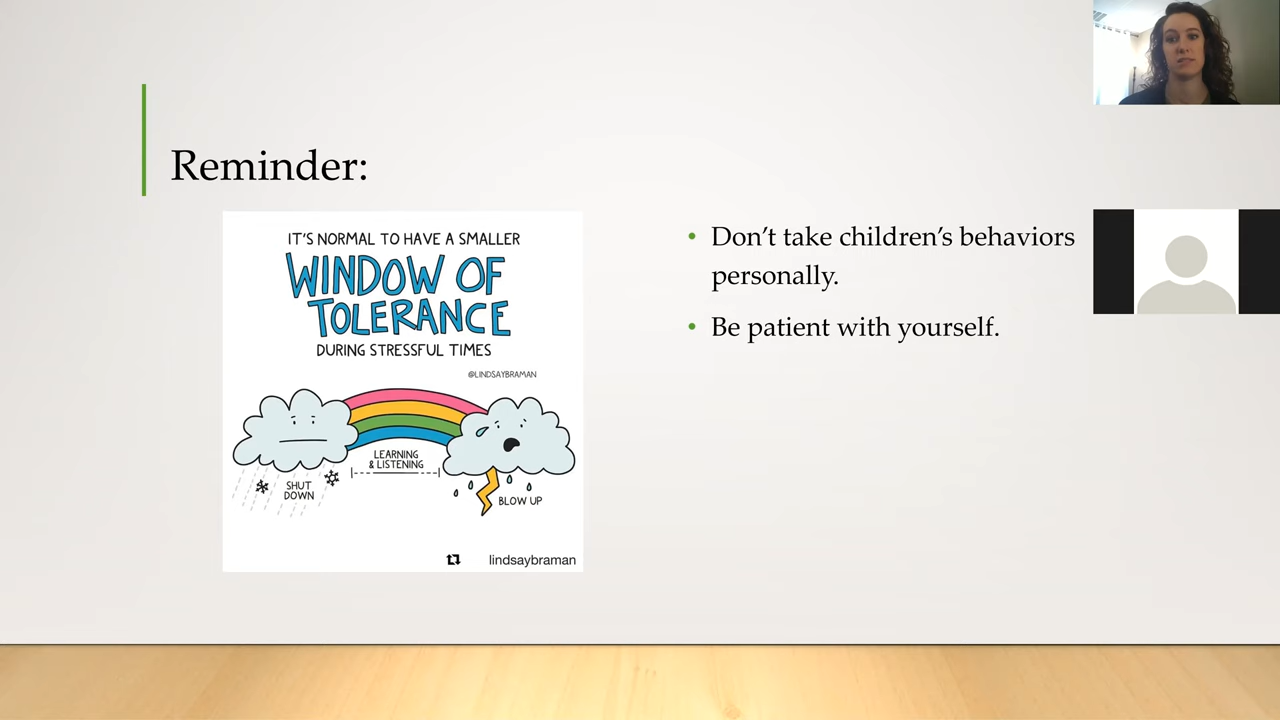 Reminder:
IT'S NORMAL TO HAVE A SMALLER
WINDOW OF
TOLERANCE
DURING STRESSFUL TIMES
@LINDSAYBRAMAN
LEARNING
& LISTENING
SHUT
DOWN
BLOW UP
lindsaybraman
• Don't take children's behaviors
personally.
• Be patient with yourself.